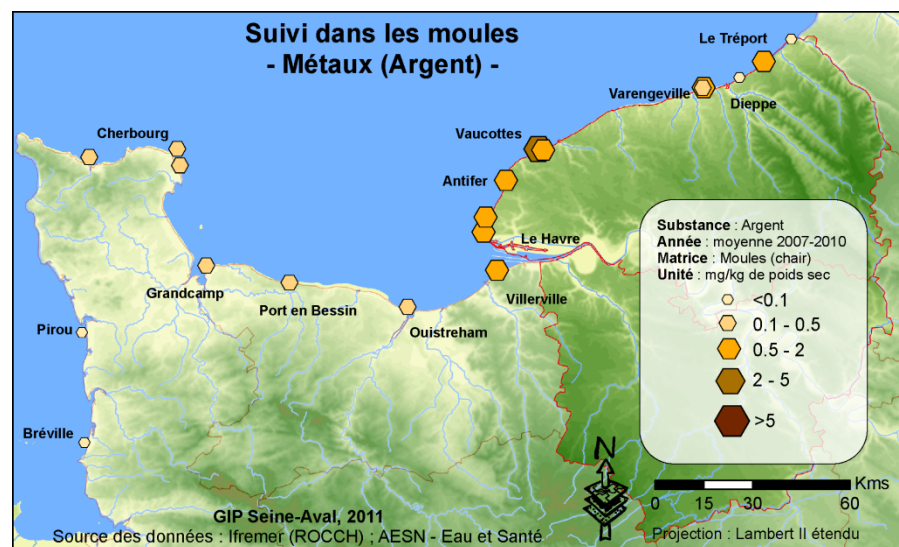 Suivi dans les moules
- Métaux (Argent) -
Le Tréport
Varengeville
Dieppe
Cherbourg
Vaucottes
Antifer
Le Havre
Grandcamp
Port en Bessin
Villerville
Ouistreham
Pirou
Bréville
Substance : Argent
Année : moyenne 2007-2010
Matrice : Moules (chair)
Unité : mg/kg de poids sec
<0.1
0.1 - 0.5
0.5 - 2
2 - 5
>5
N
Kms
0 15 30 60
GIP Seine-Aval, 2011
Source des données : Ifremer (ROCCH) ; AESN - Eau et Santé
Projection : Lambert II étendu